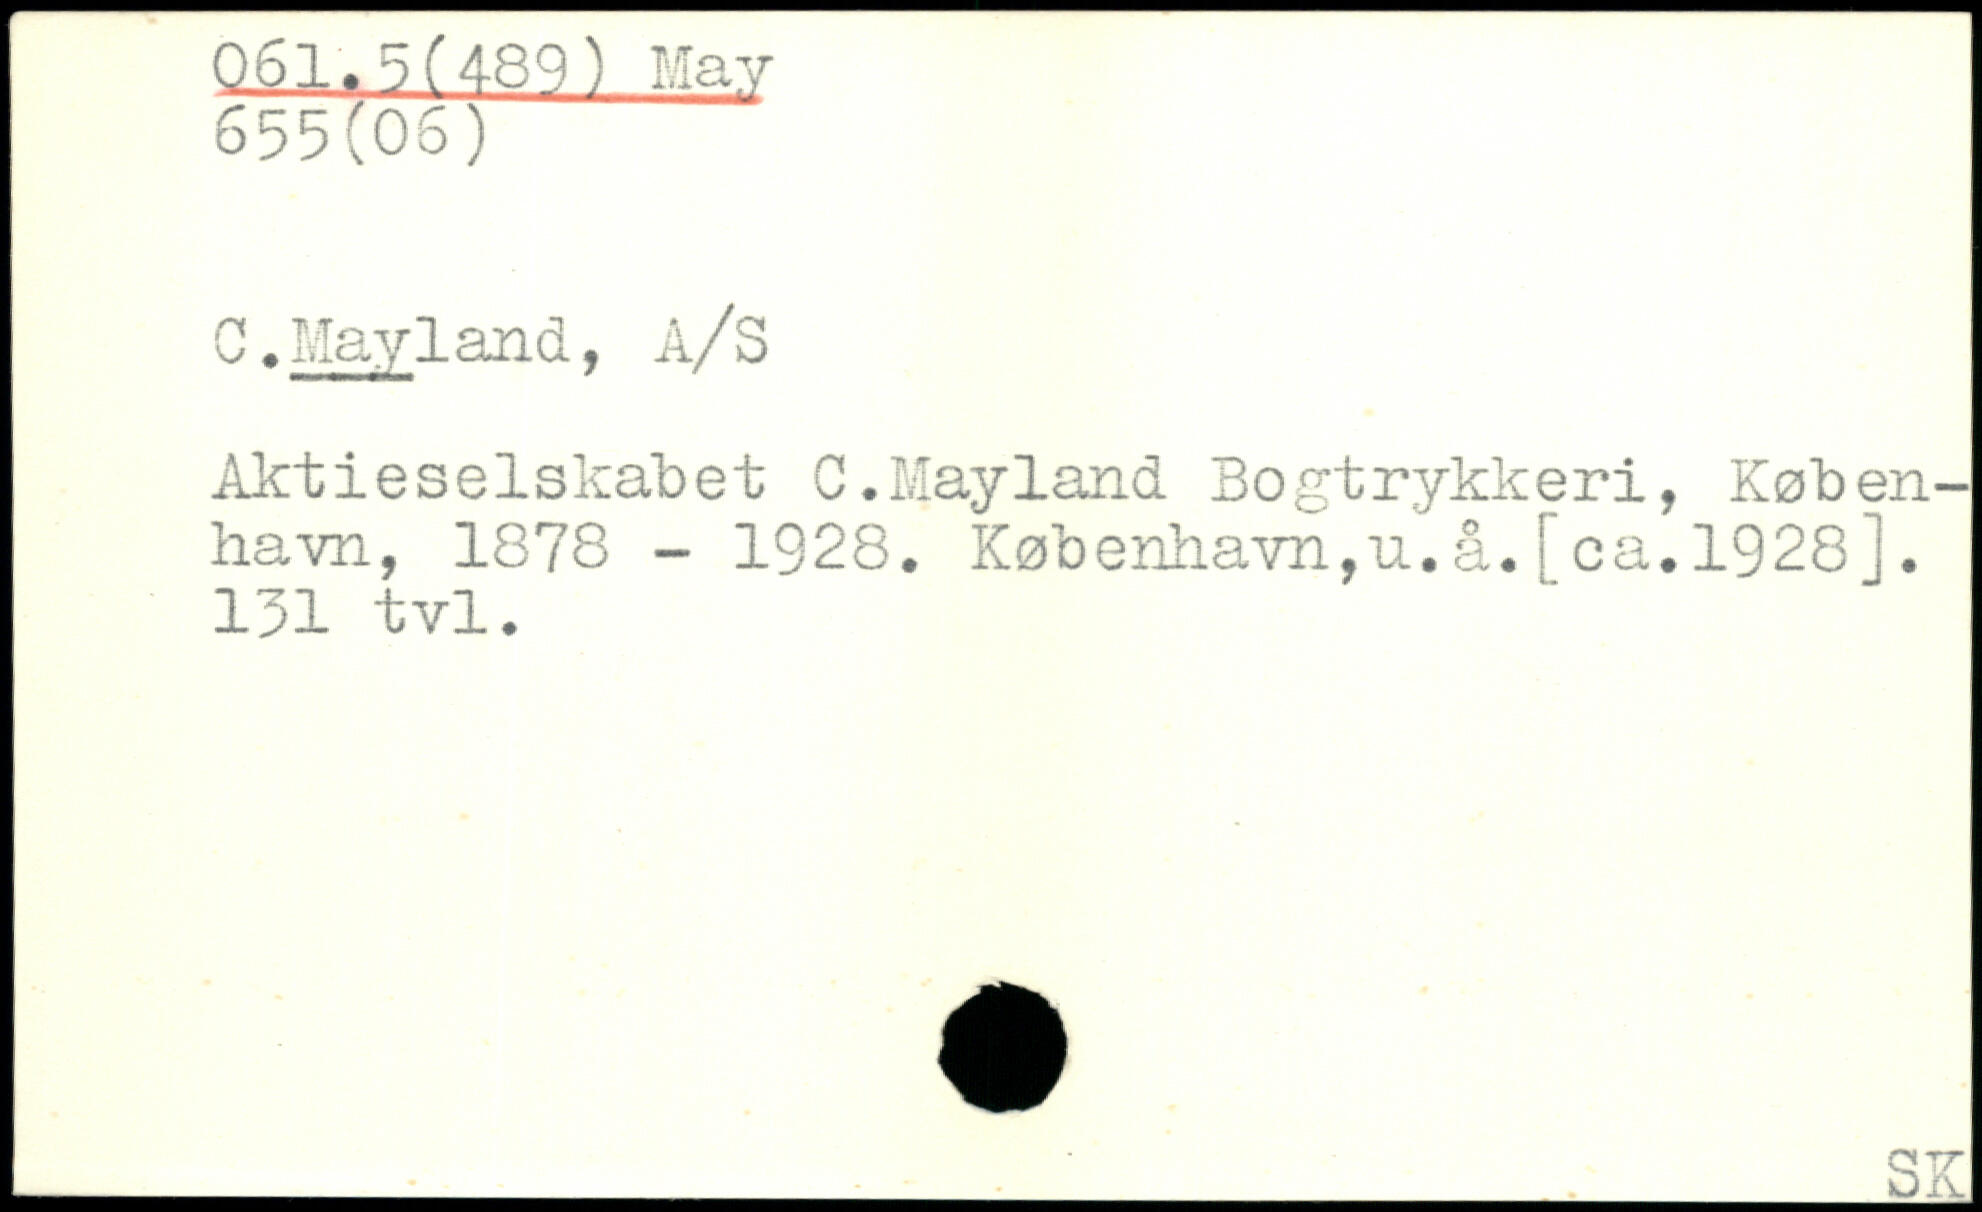 061.5(489) May
655(06)
C.Mayland, A/S
Aktieselskabet C.Mayland Bogtrykkeri, Køben-
havn, 1878 - 1928. København,u.å.[ca.1928].
131 tvl.
SK